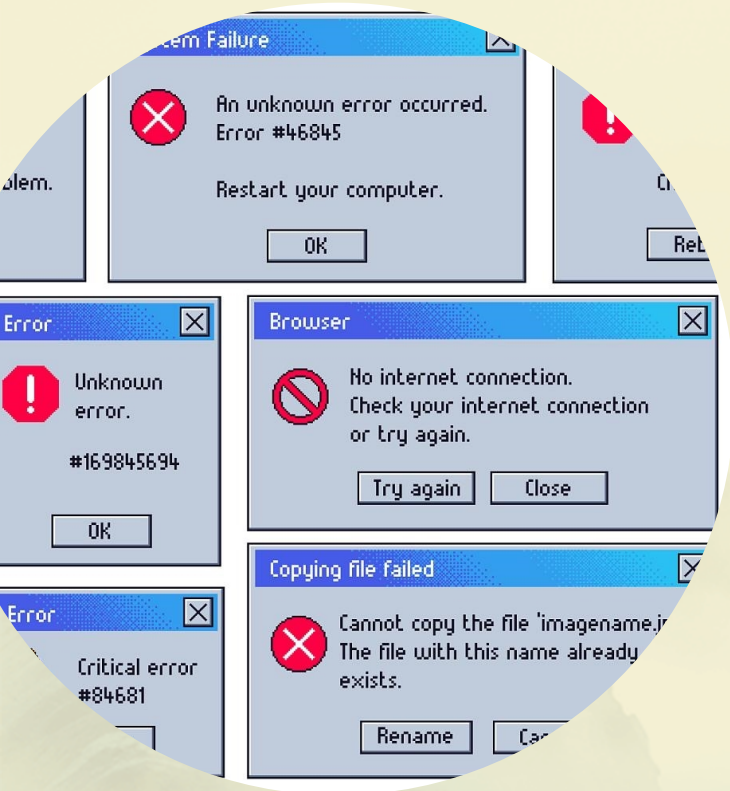 Failure
An unknown error occurred.
Error #46845
Restart your computer.
OK
Error
Unknown
error.
#169845694
OK
Browser
No internet connection.
Check your internet connection
or try again.
Try again
Close
Copying file failed
Cannot copy the file 'imagename.j
The file with this name already
exists.
Rename
Error
Critical error
#84681